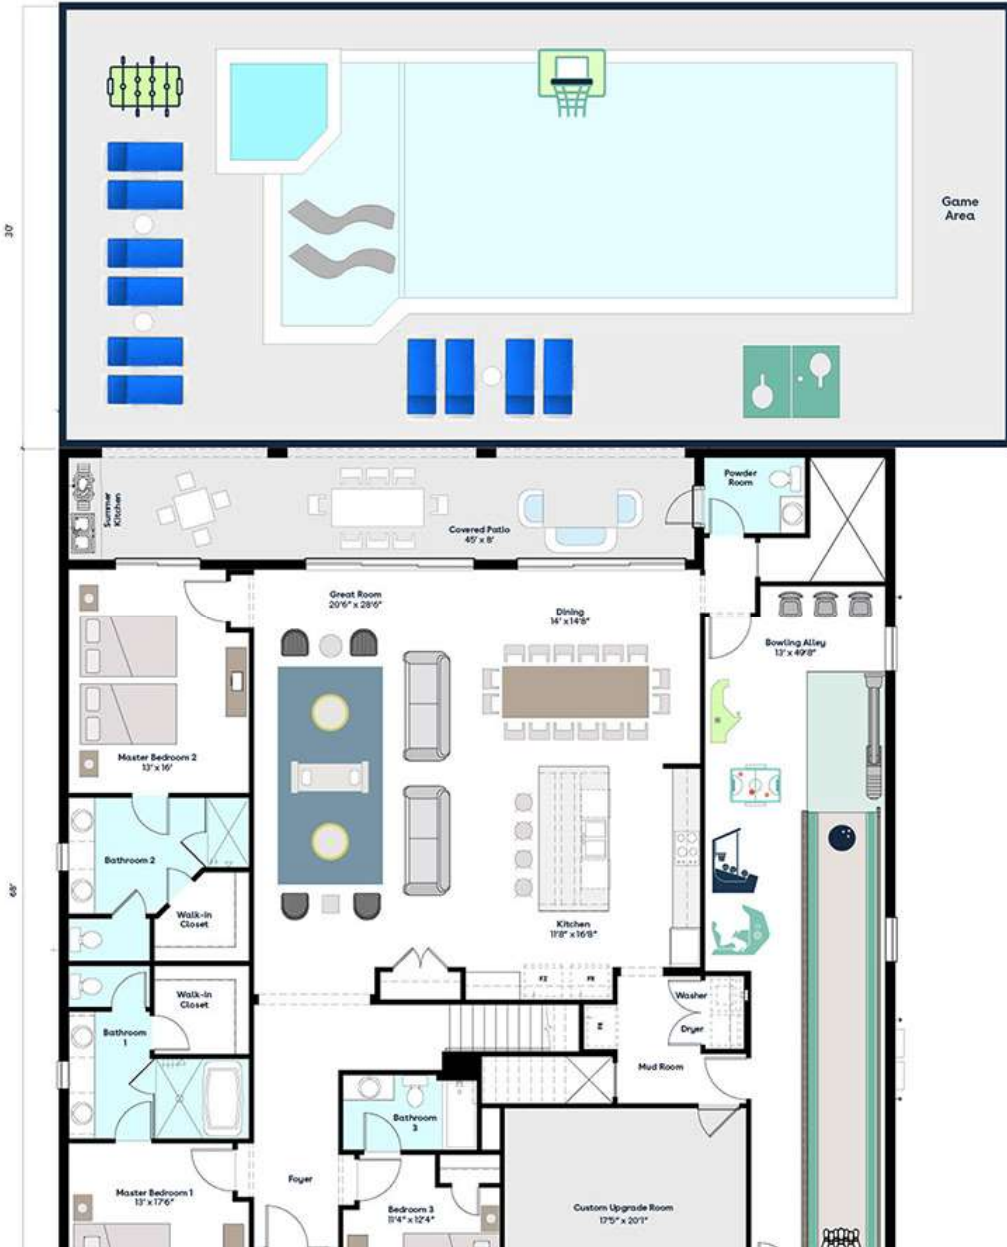 30'
Game
Area
Summer
Kitchen
Covered Patio
45' x 8'
Powder
Room
Great Room
20'6" x 28'6"
Dining
14' x 14'8"
Bowling Alley
13' x 49'8"
Master Bedroom 2
13' x 16'
68'
Bathroom 2
Walk-in
Closet
Kitchen
11'8" x 16'8"
FZ
FR
Walk-in
Closet
Bathroom
1
Washer
Dryer
Mud Room
Bathroom
3
Foyer
Master Bedroom 1
13' x 17'6"
Bedroom 3
11'4" x 12'4"
Custom Upgrade Room
17'5" x 20'1"